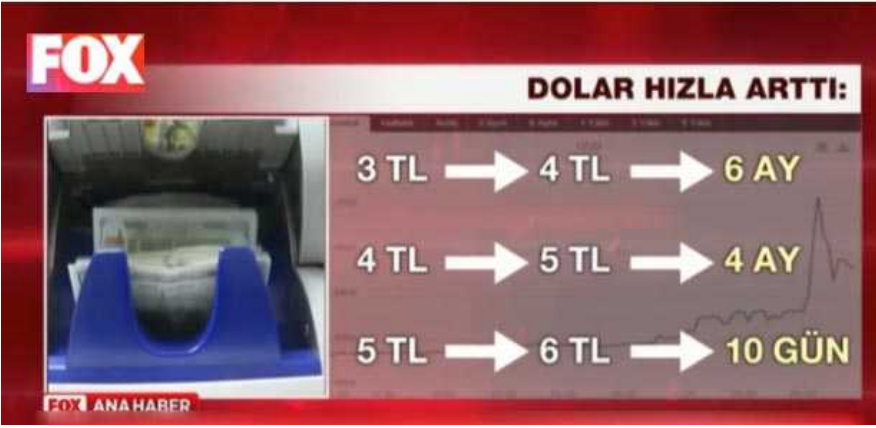 FOX
DOLAR HIZLA ARTTI:
3 TL 4 TL 6 AY
4 TL 5 TL 4 AY
5 TL 6 TL 10 GÜN
FOX ANA HABER